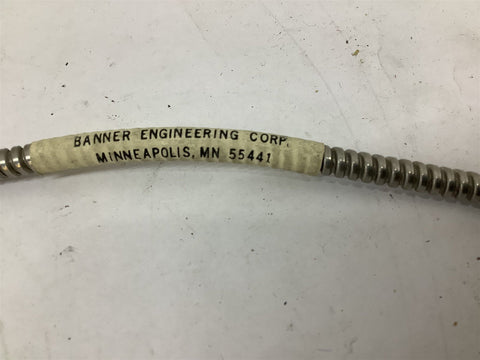 BANNER ENGINEERING CORP.
MINNEAPOLIS, MN 55441